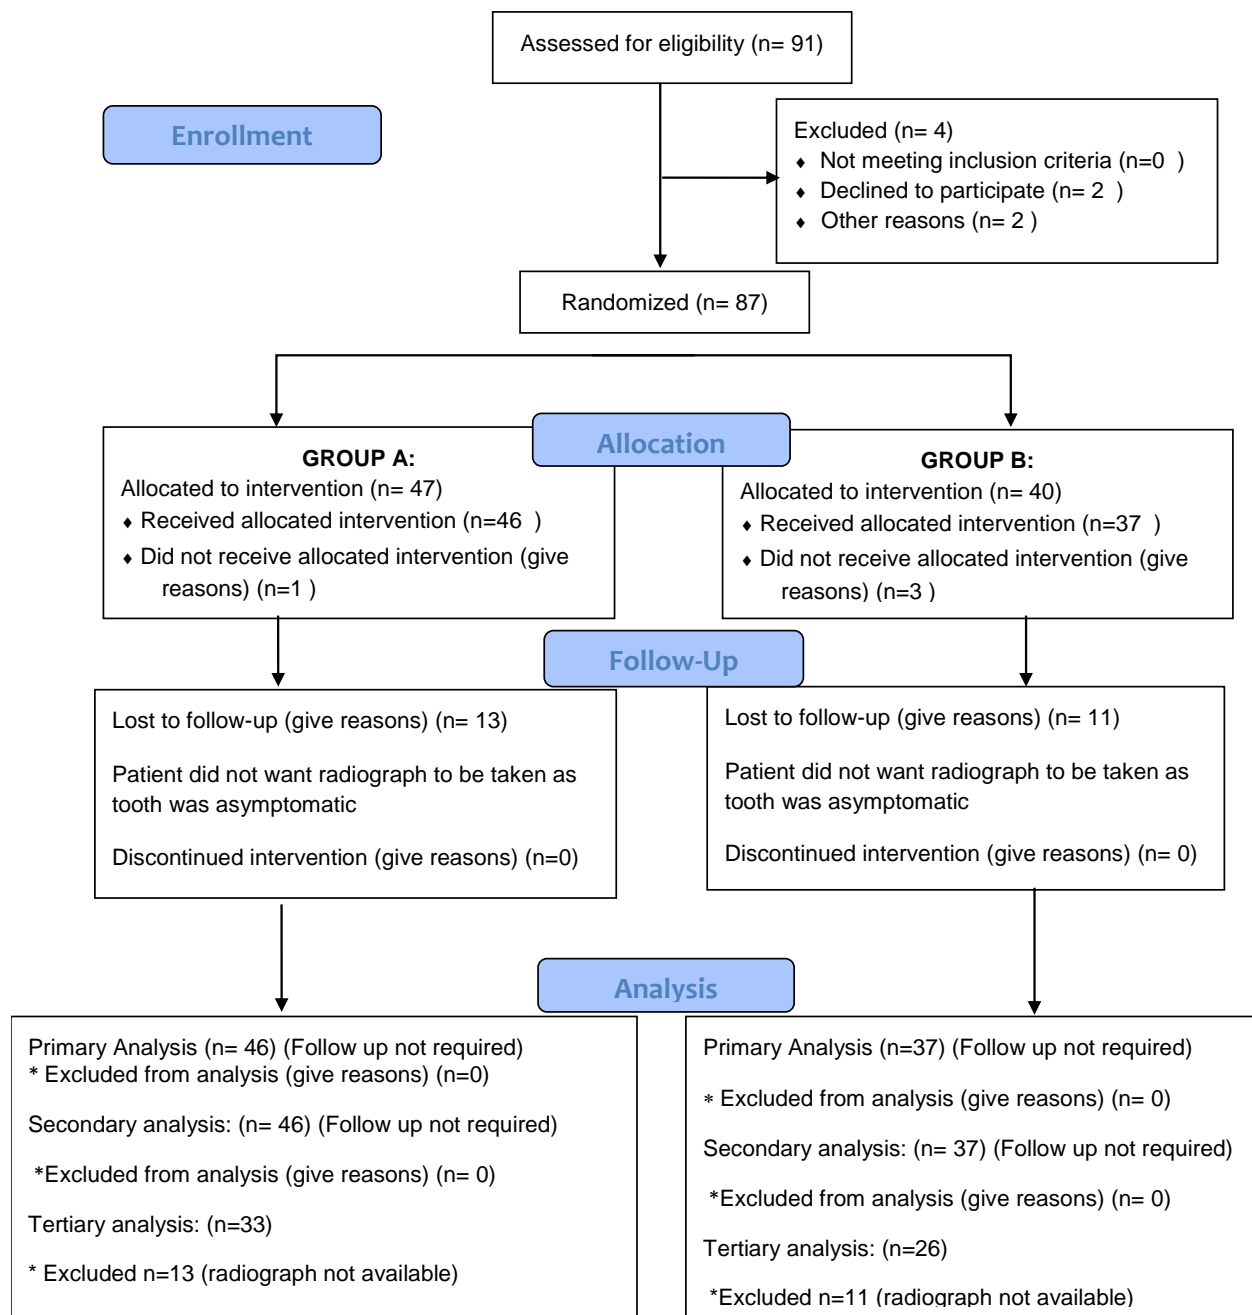 Assessed for eligibility (n= 91)
Enrollment
Excluded (n= 4)
♦ Not meeting inclusion criteria (n=0 )
♦ Declined to participate (n= 2 )
♦ Other reasons (n= 2 )
Randomized (n= 87)
Allocation
GROUP A:
Allocated to intervention (n= 47)
♦ Received allocated intervention (n=46 )
♦ Did not receive allocated intervention (give
reasons) (n=1 )
GROUP B:
Allocated to intervention (n= 40)
♦ Received allocated intervention (n=37 )
♦ Did not receive allocated intervention (give
reasons) (n=3 )
Follow-Up
Lost to follow-up (give reasons) (n= 13)
Patient did not want radiograph to be taken as
tooth was asymptomatic
Discontinued intervention (give reasons) (n=0)
Lost to follow-up (give reasons) (n= 11)
Patient did not want radiograph to be taken as
tooth was asymptomatic
Discontinued intervention (give reasons) (n= 0)
Analysis
Primary Analysis (n= 46) (Follow up not required)
* Excluded from analysis (give reasons) (n=0)
Secondary analysis: (n= 46) (Follow up not required)
*Excluded from analysis (give reasons) (n= 0)
Tertiary analysis: (n=33)
* Excluded n=13 (radiograph not available)
Primary Analysis (n=37) (Follow up not required)
* Excluded from analysis (give reasons) (n= 0)
Secondary analysis: (n= 37) (Follow up not required)
*Excluded from analysis (give reasons) (n= 0)
Tertiary analysis: (n=26)
*Excluded n=11 (radiograph not available)